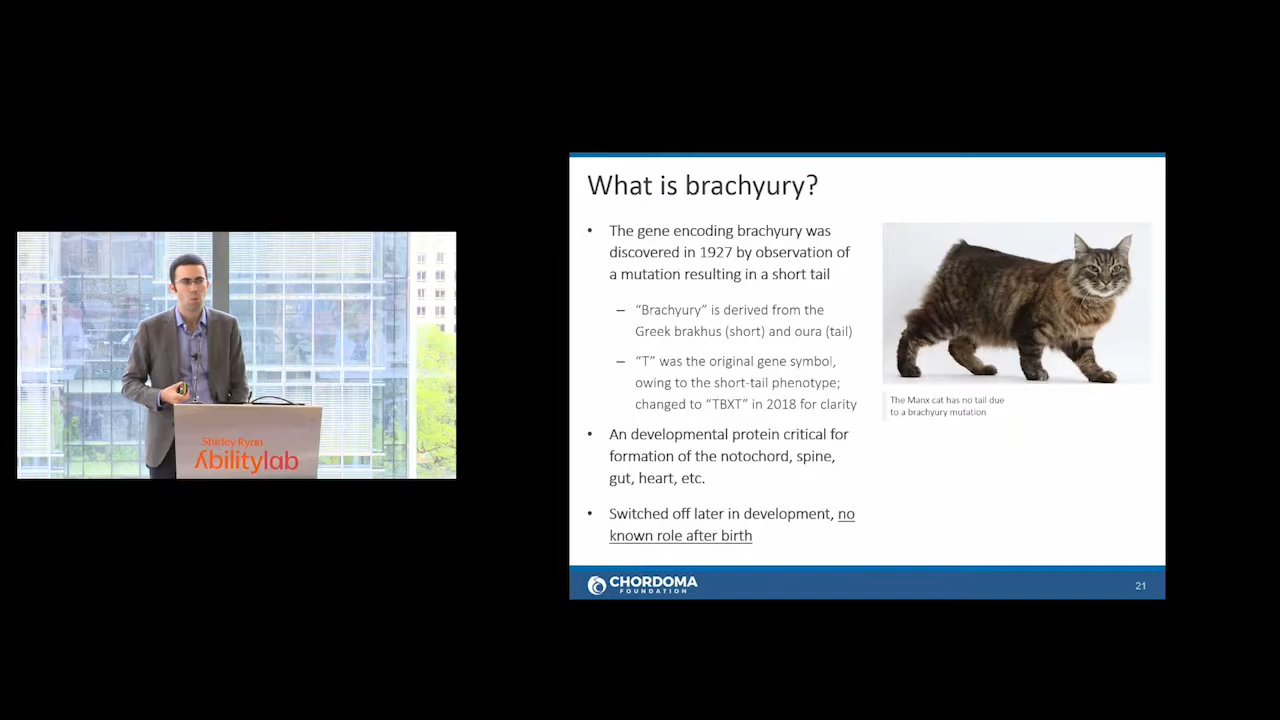 What is brachyury?
• The gene encoding brachyury was
discovered in 1927 by observation of
a mutation resulting in a short tail
– “Brachyury” is derived from the
Greek brakhus (short) and oura (tail)
– “T” was the original gene symbol,
owing to the short-tail phenotype;
changed to “TBXT” in 2018 for clarity
• An developmental protein critical for
formation of the notochord, spine,
gut, heart, etc.
• Switched off later in development, no
known role after birth
The Manx cat has no tail due
to a brachyury mutation
CHORDOMA
FOUNDATION
21
Shirley Ryan
Abilitylab